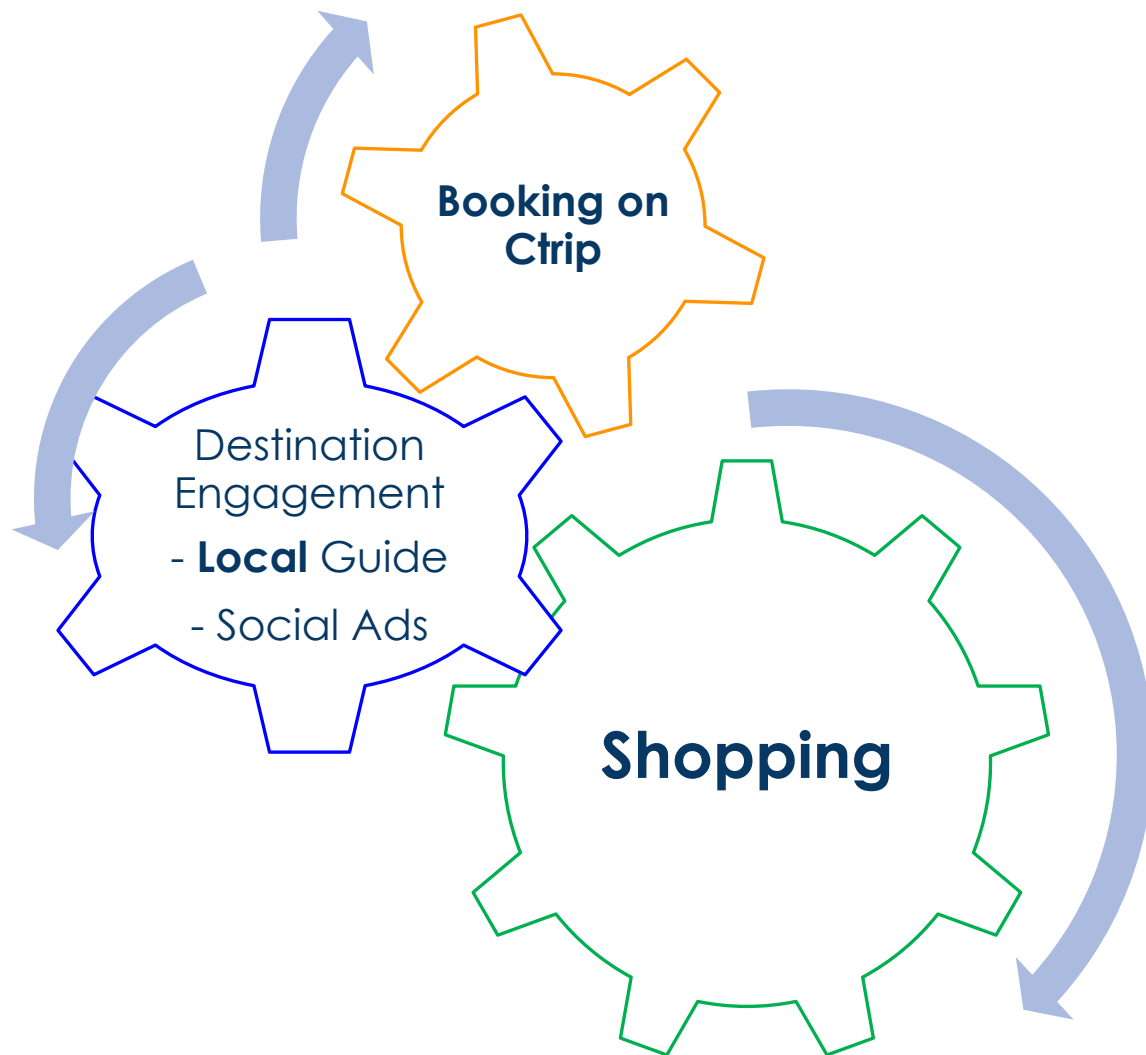 Booking on
Ctrip
Destination
Engagement
- Local Guide
- Social Ads
Shopping